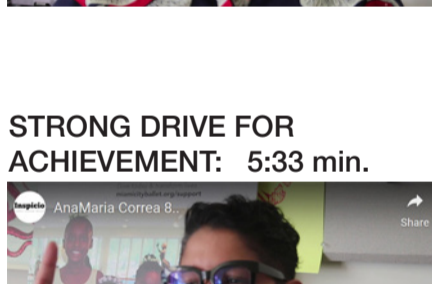 STRONG DRIVE FOR
ACHIEVEMENT: 5:33 min.
Inspicio
AnaMaria Correa 8..
Share